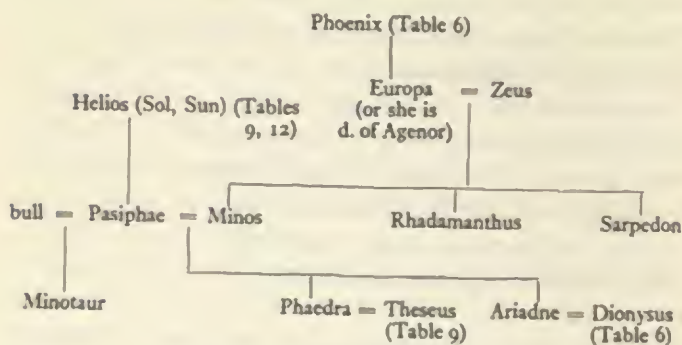 Phoenix (Table 6)
Europa = Zeus
(or she is
d. of Agenor)
Helios (Sol, Sun) (Tables
9, 12)
bull = Pasiphae = Minos
Rhadamanthus
Sarpedon
Minotaur
Phaedra = Theseus
(Table 9)
Ariadne = Dionysus
(Table 6)